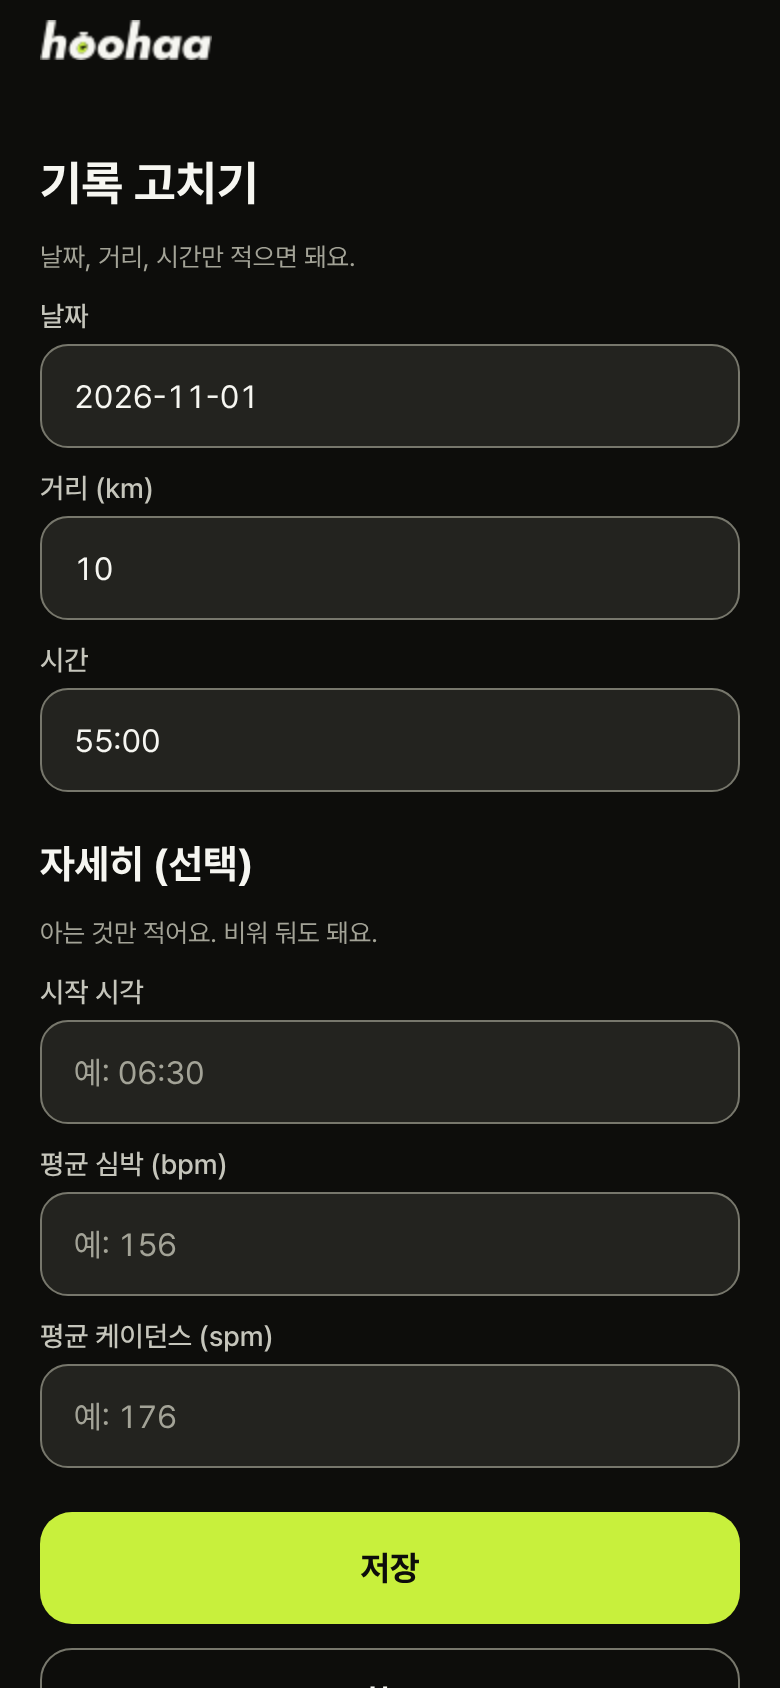 hoohaa
기록 고치기
날짜, 거리, 시간만 적으면 돼요.
날짜
2026-11-01
거리 (km)
10
시간
55:00
자세히 (선택)
아는 것만 적어요. 비워 둬도 돼요.
시작 시각
예: 06:30
평균 심박 (bpm)
예: 156
평균 케이던스 (spm)
예: 176
저장